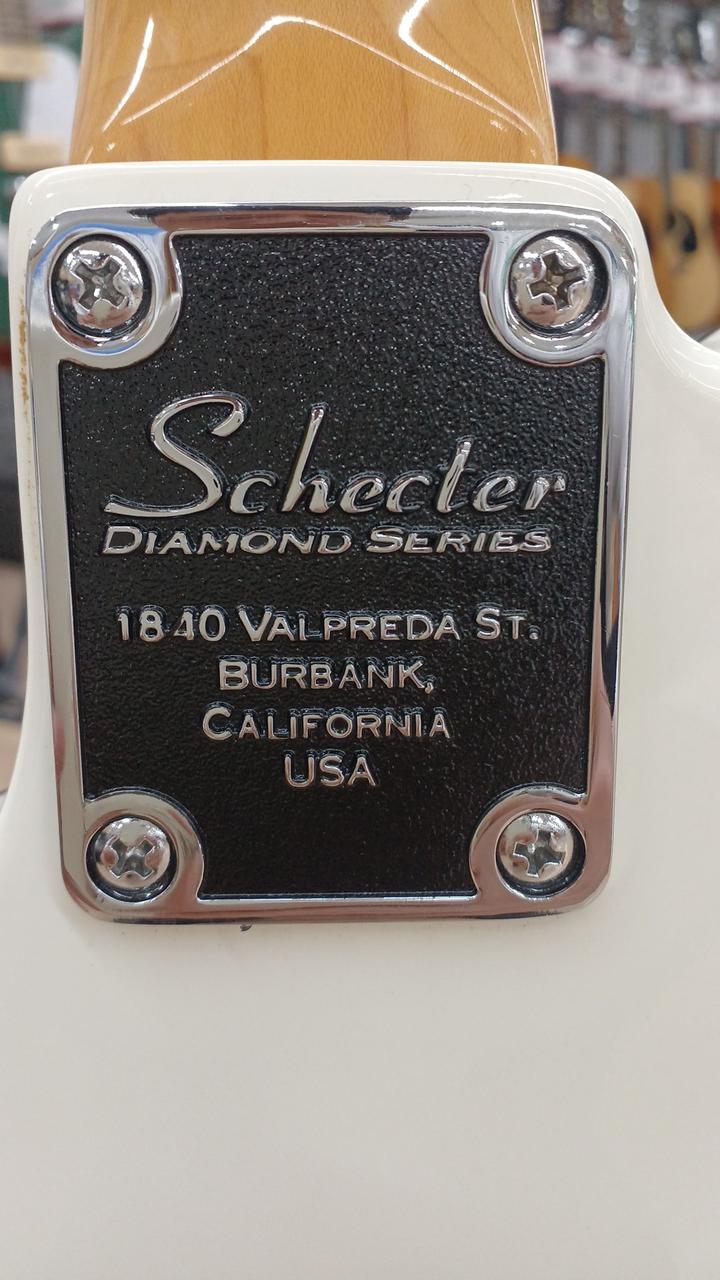 Schecter
DIAMOND SERIES
1840 VALPREDA ST.
BURBANK,
CALIFORNIA
USA